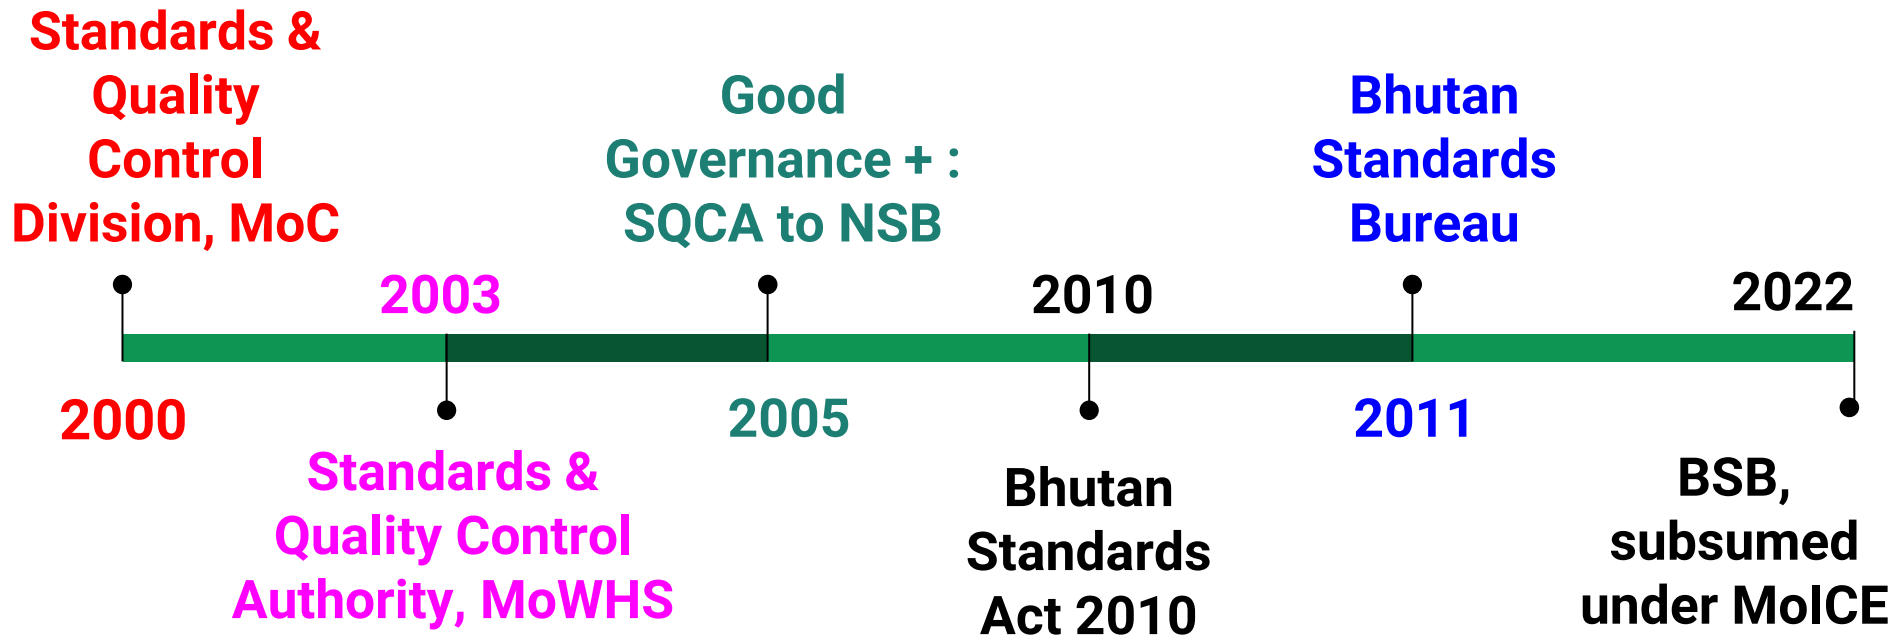 Standards &
Quality
Control
Division, MoC
2000
2003
Standards &
Quality Control
Authority, MoWHS
Good
Governance + :
SQCA to NSB
2005
2010
Bhutan
Standards
Act 2010
Bhutan
Standards
Bureau
2011
2022
BSB,
subsumed
under MoICE